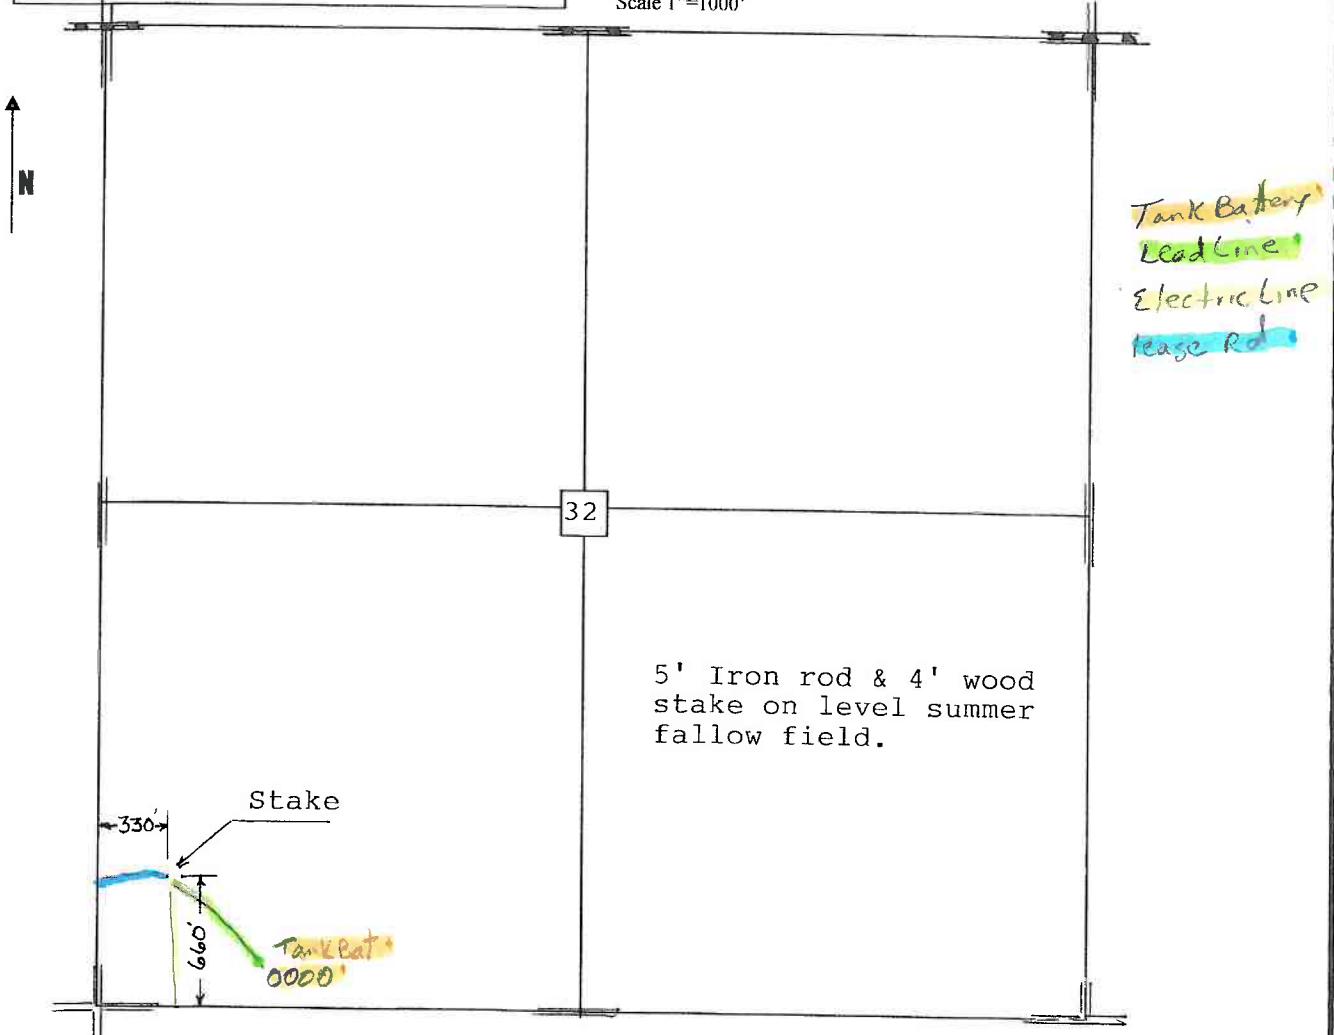 Scale 1"=1000'
N
Tank Battery
Lead Line
Electric Line
lease Rd
32
5' Iron rod & 4' wood
stake on level summer
fallow field.
Stake
330'
660'
Tank Bat
0000